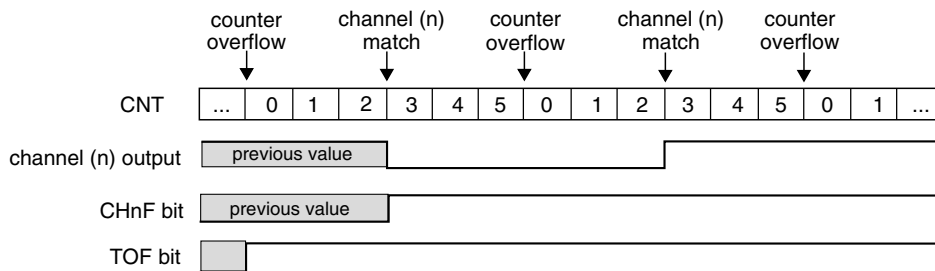 counter overflow
channel (n) match
counter overflow
channel (n) match
counter overflow
CNT ... 0 1 2 3 4 5 0 1 2 3 4 5 0 1 ...
channel (n) output previous value
CHnF bit previous value
TOF bit